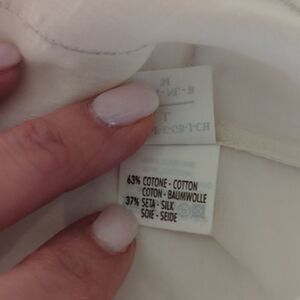 M
63% COTONE - COTTON
COTON - BAUMWOLLE
37% SETA - SILK
SOIE - SEIDE